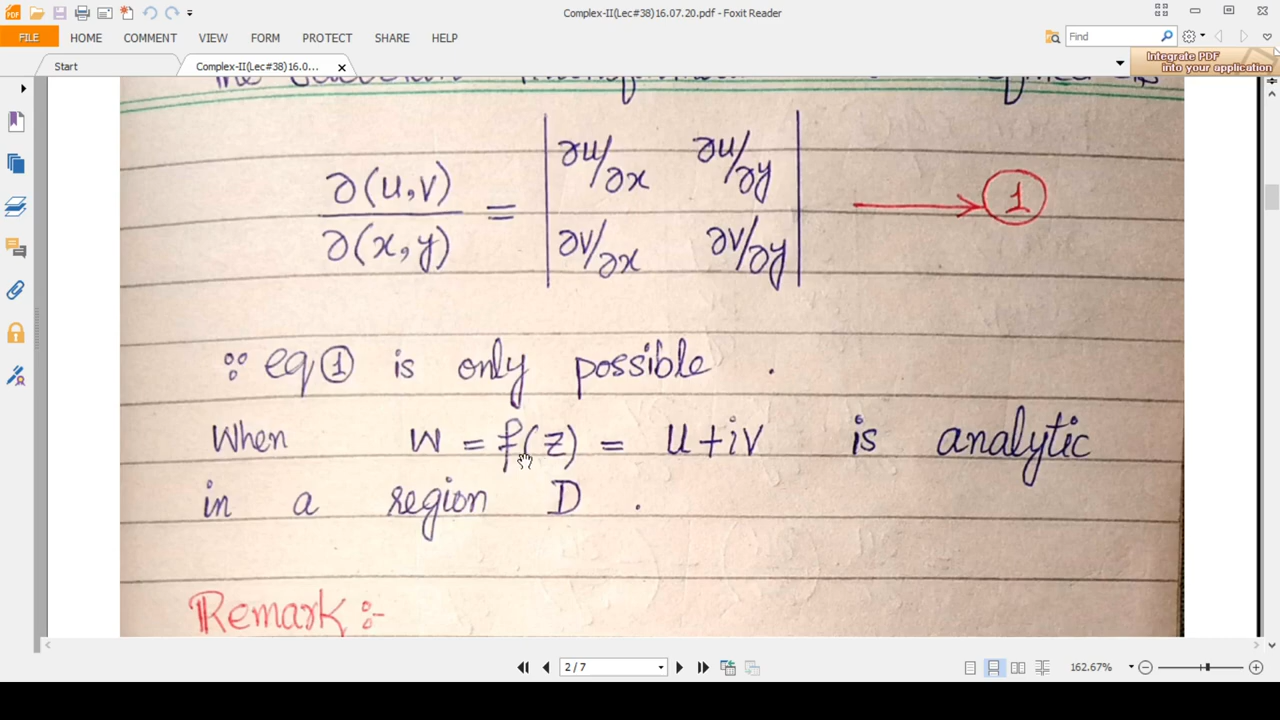 Complex-II(Lec#38)16.07.20.pdf - Foxit Reader
FILE HOME COMMENT VIEW FORM PROTECT SHARE HELP
Find
Integrate PDF
into your application
Start Complex-II(Lec#38)16.0...
∂(u,v)/∂(x,y) = | ∂u/∂x ∂u/∂y | → 1
| ∂v/∂x ∂v/∂y |
∵ eq 1 is only possible .
When W = f(z) = u+iv is analytic
in a region D .
Remark :-
2 / 7
162.67%